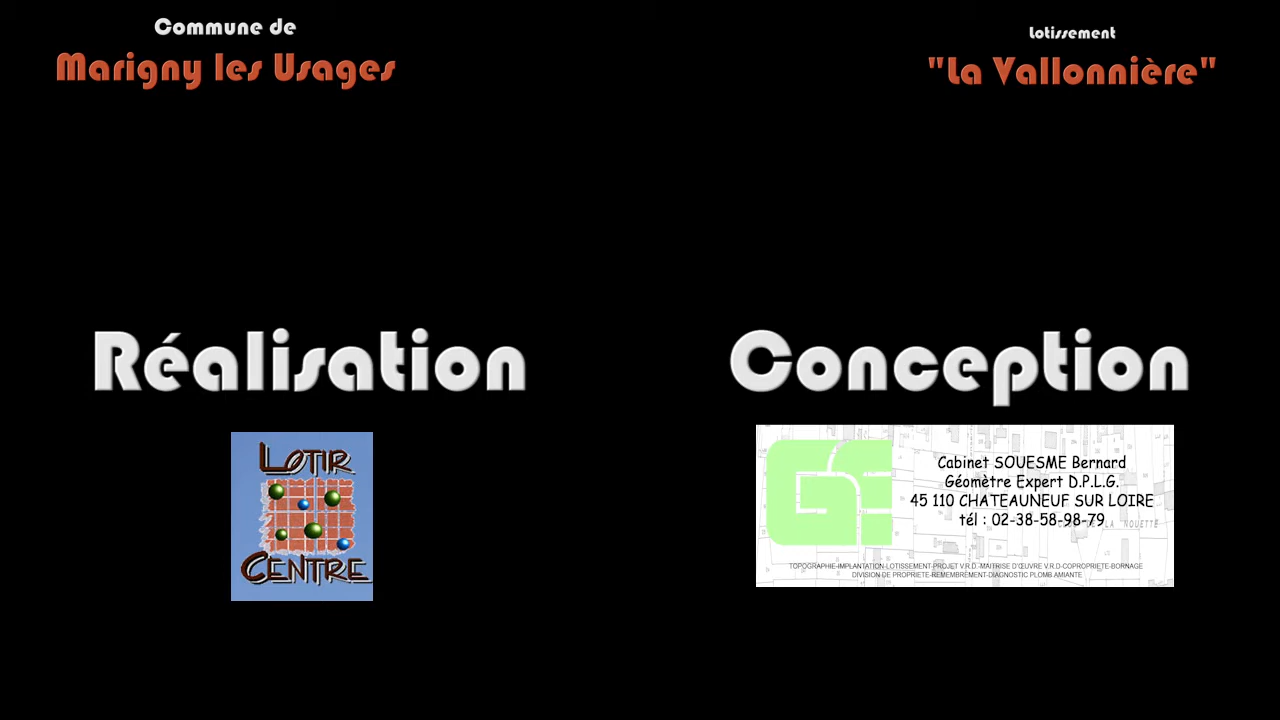 Commune de
Marigny les Usages
Lotissement
"La Vallonnière"
Réalisation
LOTIR
CENTRE
Conception
Cabinet SOUESME Bernard
Géomètre Expert D.P.L.G.
45 110 CHATEAUNEUF SUR LOIRE
tél : 02-38-58-98-79
LA NOUETTE
TOPOGRAPHIE-IMPLANTATION-LOTISSEMENT-PROJET V.R.D.-MAITRISE D'ŒUVRE V.R.D-COPROPRIETE-BORNAGE
DIVISION DE PROPRIETE-REMEMBREMENT-DIAGNOSTIC PLOMB AMIANTE